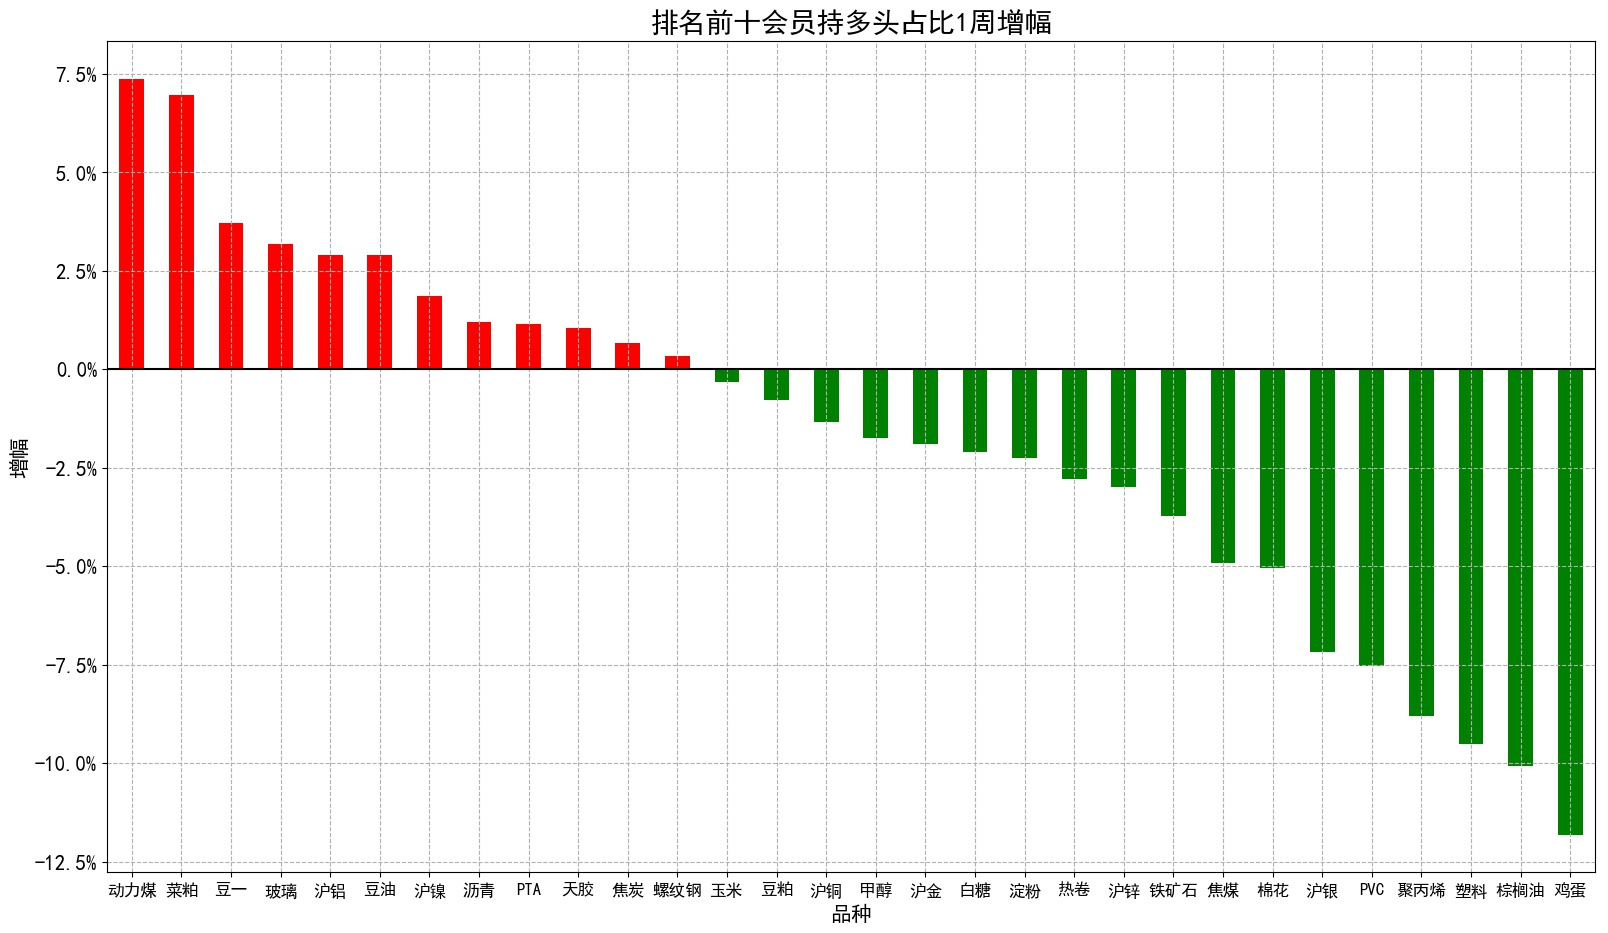 排名前十会员持多头占比1周增幅
7.5%
5.0%
2.5%
0.0%
−2.5%
−5.0%
−7.5%
−10.0%
−12.5%
增幅
动力煤 菜粕 豆一 玻璃 沪铝 豆油 沪镍 沥青 PTA 天胶 焦炭 螺纹钢 玉米 豆粕 沪铜 甲醇 沪金 白糖 淀粉 热卷 沪锌 铁矿石 焦煤 棉花 沪银 PVC 聚丙烯 塑料 棕榈油 鸡蛋
品种